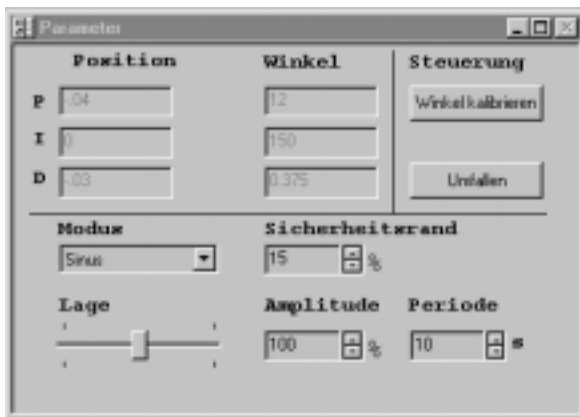 Parameter
Position Winkel Steuerung
P -.04 12 Winkel kalibrieren
I 0 150
D -.03 0.375 Umfallen
Modus Sicherheitsrand
Sinus 15 %
Lage Amplitude Periode
100 % 10 s